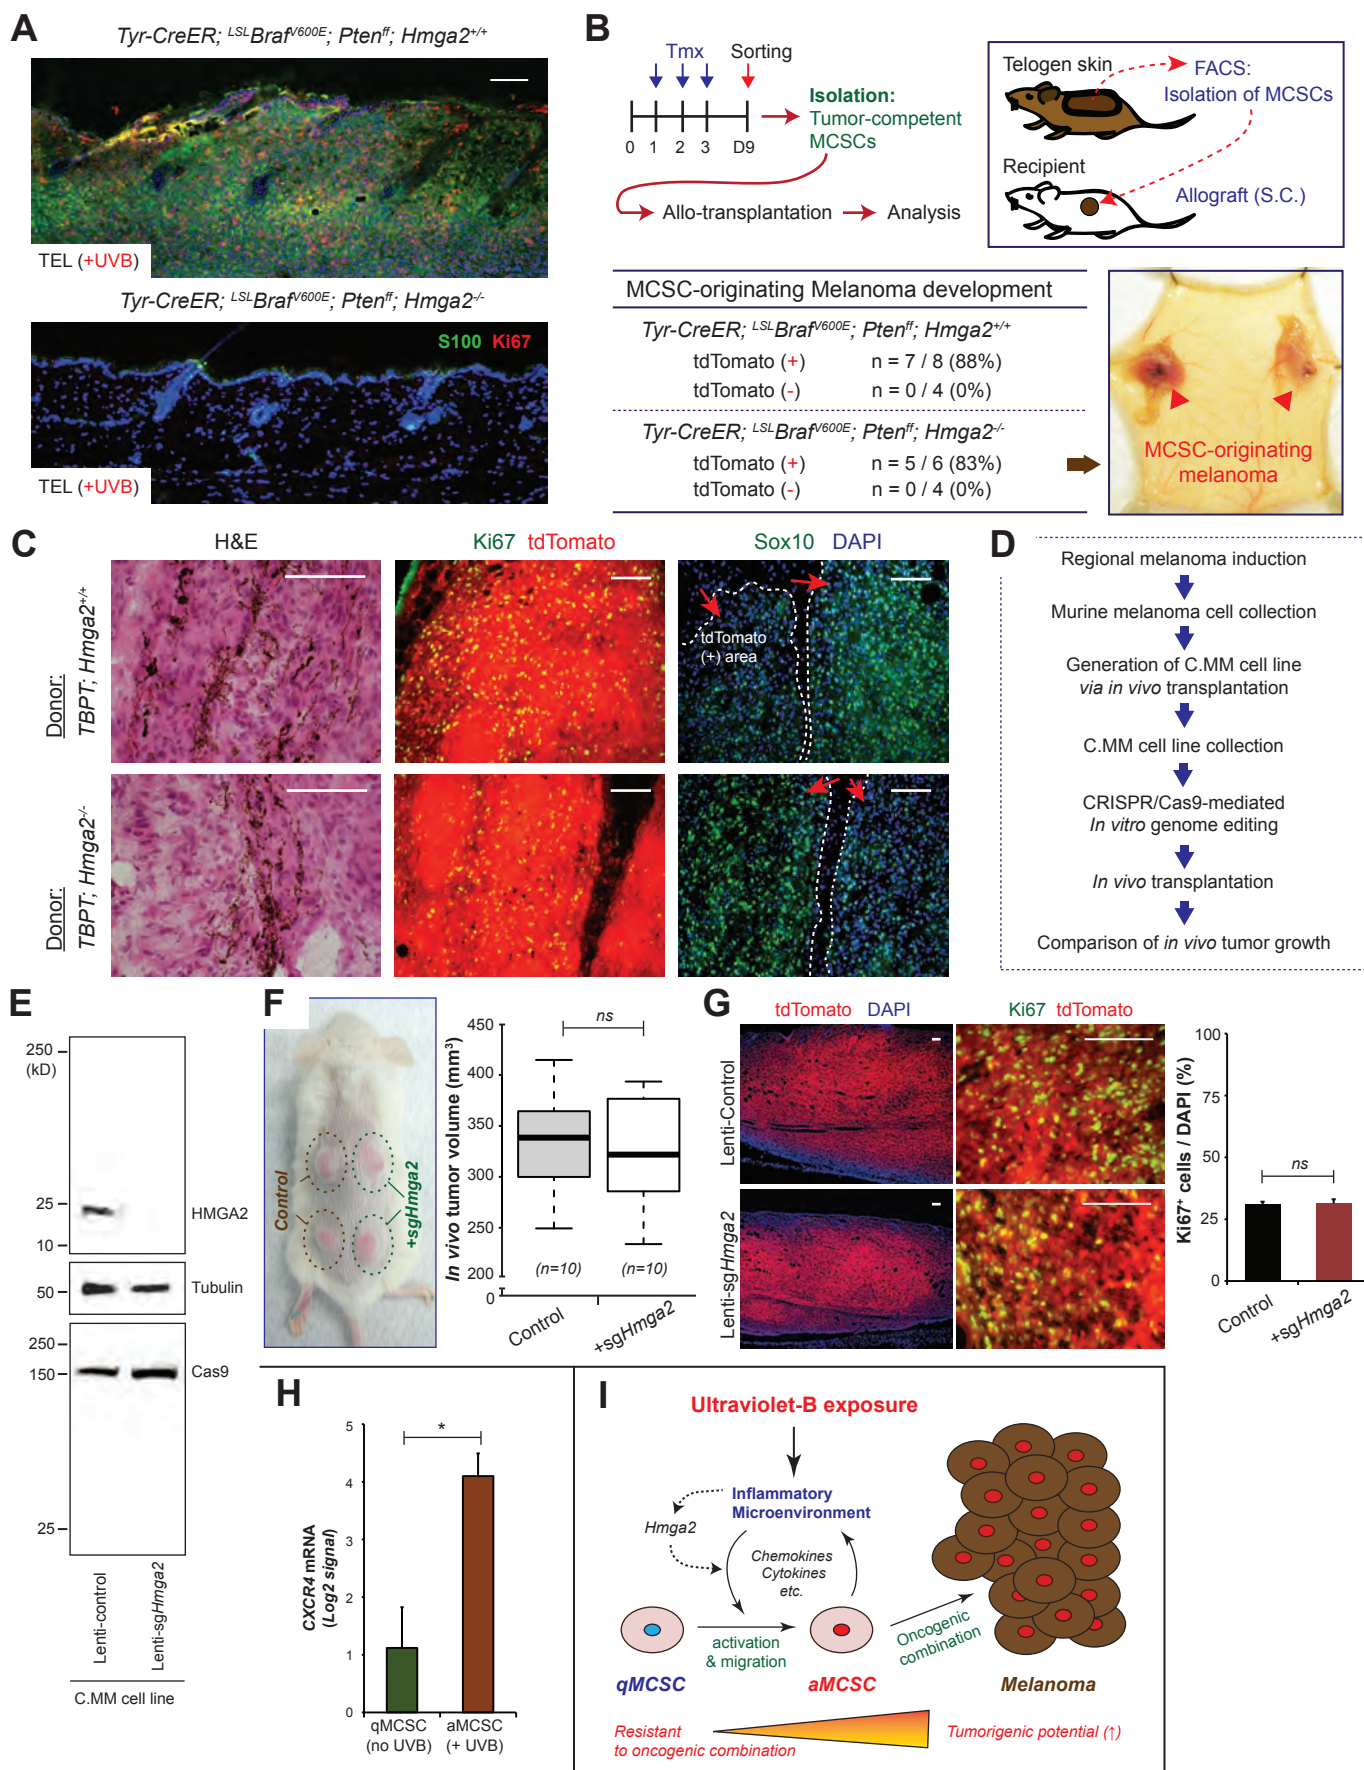 A
Tyr-CreER; LSLBrafV600E; Ptenff; Hmga2+/+
TEL (+UVB)
Tyr-CreER; LSLBrafV600E; Ptenff; Hmga2-/-
S100 Ki67
TEL (+UVB)
B
Tmx
Sorting
0 1 2 3 D9
Isolation:
Tumor-competent
MCSCs
Allo-transplantation
Analysis
Telogen skin
FACS:
Isolation of MCSCs
Recipient
Allograft (S.C.)
MCSC-originating Melanoma development
Tyr-CreER; LSLBrafV600E; Ptenff; Hmga2+/+
tdTomato (+) n = 7 / 8 (88%)
tdTomato (-) n = 0 / 4 (0%)
Tyr-CreER; LSLBrafV600E; Ptenff; Hmga2-/-
tdTomato (+) n = 5 / 6 (83%)
tdTomato (-) n = 0 / 4 (0%)
MCSC-originating
melanoma
C
H&E
Ki67 tdTomato
Sox10 DAPI
Donor:
TBPT; Hmga2+/+
tdTomato
(+) area
Donor:
TBPT; Hmga2-/-
D
Regional melanoma induction
Murine melanoma cell collection
Generation of C.MM cell line
via in vivo transplantation
C.MM cell line collection
CRISPR/Cas9-mediated
In vitro genome editing
In vivo transplantation
Comparison of in vivo tumor growth
E
250
(kD)
25
10
HMGA2
50
Tubulin
250
150
Cas9
25
Lenti-control
Lenti-sgHmga2
C.MM cell line
F
Control
+sgHmga2
In vivo tumor volume (mm3)
450
400
350
300
250
200
0
ns
(n=10)
(n=10)
Control
+sgHmga2
G
tdTomato DAPI
Ki67 tdTomato
Lenti-Control
Lenti-sgHmga2
Ki67+ cells / DAPI (%)
100
75
50
25
0
ns
Control
+sgHmga2
H
CXCR4 mRNA
(Log2 signal)
5
4
3
2
1
0
*
qMCSC
(no UVB)
aMCSC
(+ UVB)
I
Ultraviolet-B exposure
Inflammatory
Microenvironment
Hmga2
Chemokines
Cytokines
etc.
activation
& migration
Oncogenic
combination
qMCSC
aMCSC
Melanoma
Resistant
to oncogenic combination
Tumorigenic potential (↑)